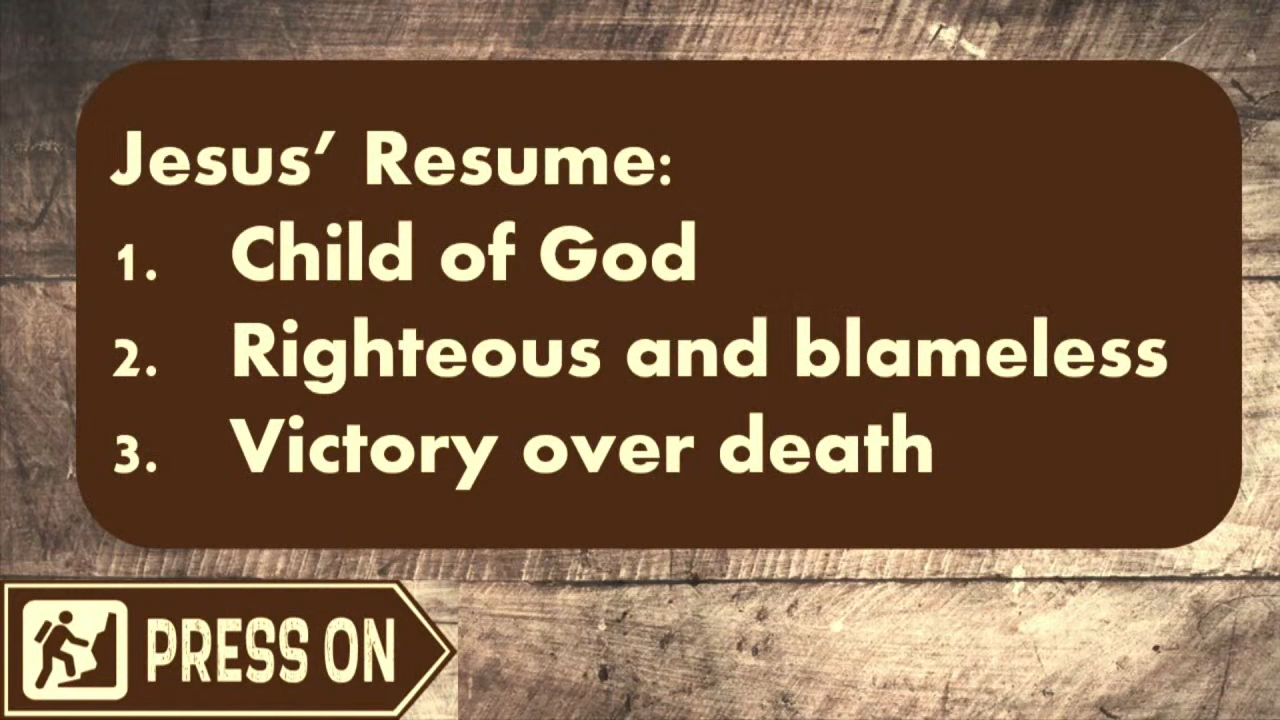 Jesus’ Resume:
1. Child of God
2. Righteous and blameless
3. Victory over death
PRESS ON